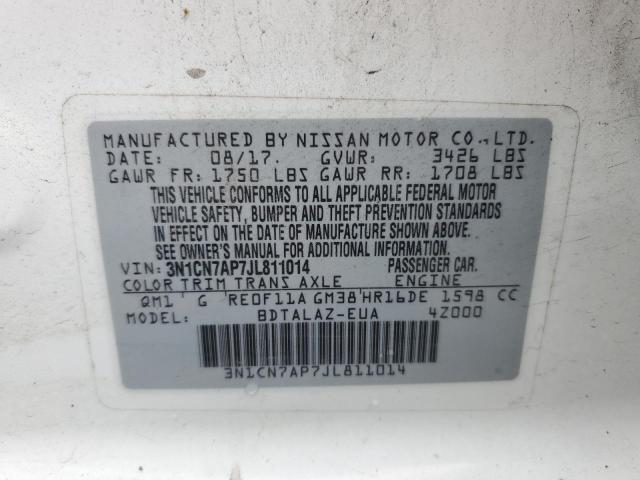 MANUFACTURED BY NISSAN MOTOR CO., LTD.
DATE: 08/17. GVWR: 3426 LBS
GAWR FR: 1750 LBS GAWR RR: 1708 LBS
THIS VEHICLE CONFORMS TO ALL APPLICABLE FEDERAL MOTOR
VEHICLE SAFETY, BUMPER AND THEFT PREVENTION STANDARDS
IN EFFECT ON THE DATE OF MANUFACTURE SHOWN ABOVE.
SEE OWNER'S MANUAL FOR ADDITIONAL INFORMATION.
VIN: 3N1CN7AP7JL811014 PASSENGER CAR.
COLOR TRIM TRANS AXLE ENGINE
QM1 G RE0F11A GM38 HR16DE 1598 CC
BDTALAZ-EUA 4Z000
3N1CN7AP7JL811014